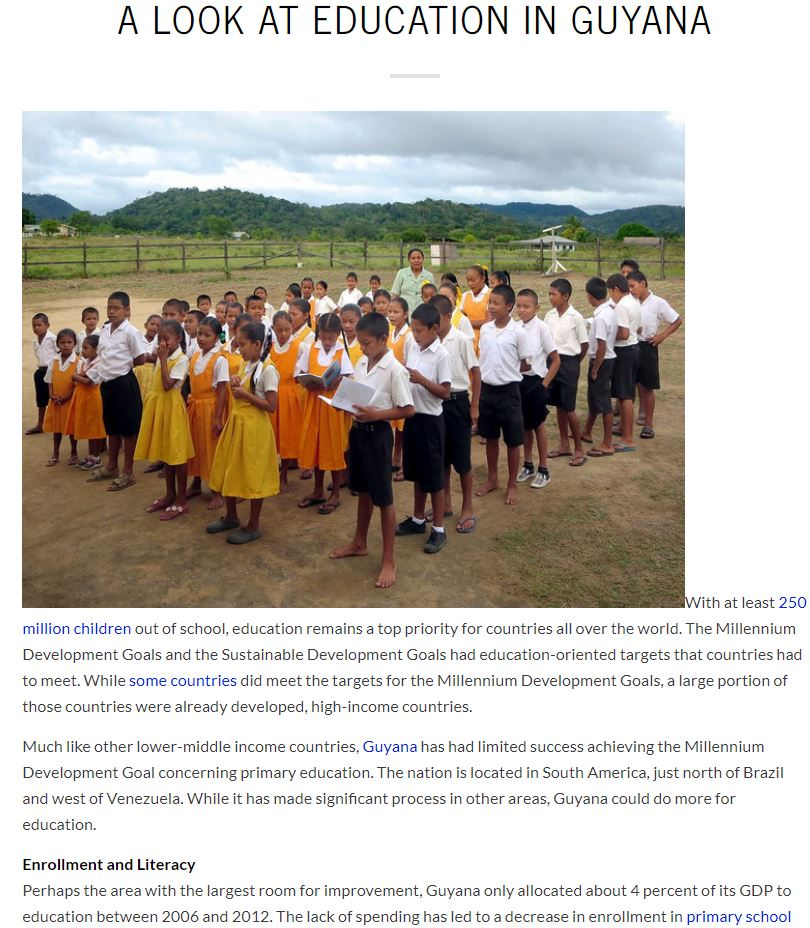 A LOOK AT EDUCATION IN GUYANA
With at least 250
million children out of school, education remains a top priority for countries all over the world. The Millennium
Development Goals and the Sustainable Development Goals had education-oriented targets that countries had
to meet. While some countries did meet the targets for the Millennium Development Goals, a large portion of
those countries were already developed, high-income countries.
Much like other lower-middle income countries, Guyana has had limited success achieving the Millennium
Development Goal concerning primary education. The nation is located in South America, just north of Brazil
and west of Venezuela. While it has made significant process in other areas, Guyana could do more for
education.
Enrollment and Literacy
Perhaps the area with the largest room for improvement, Guyana only allocated about 4 percent of its GDP to
education between 2006 and 2012. The lack of spending has led to a decrease in enrollment in primary school